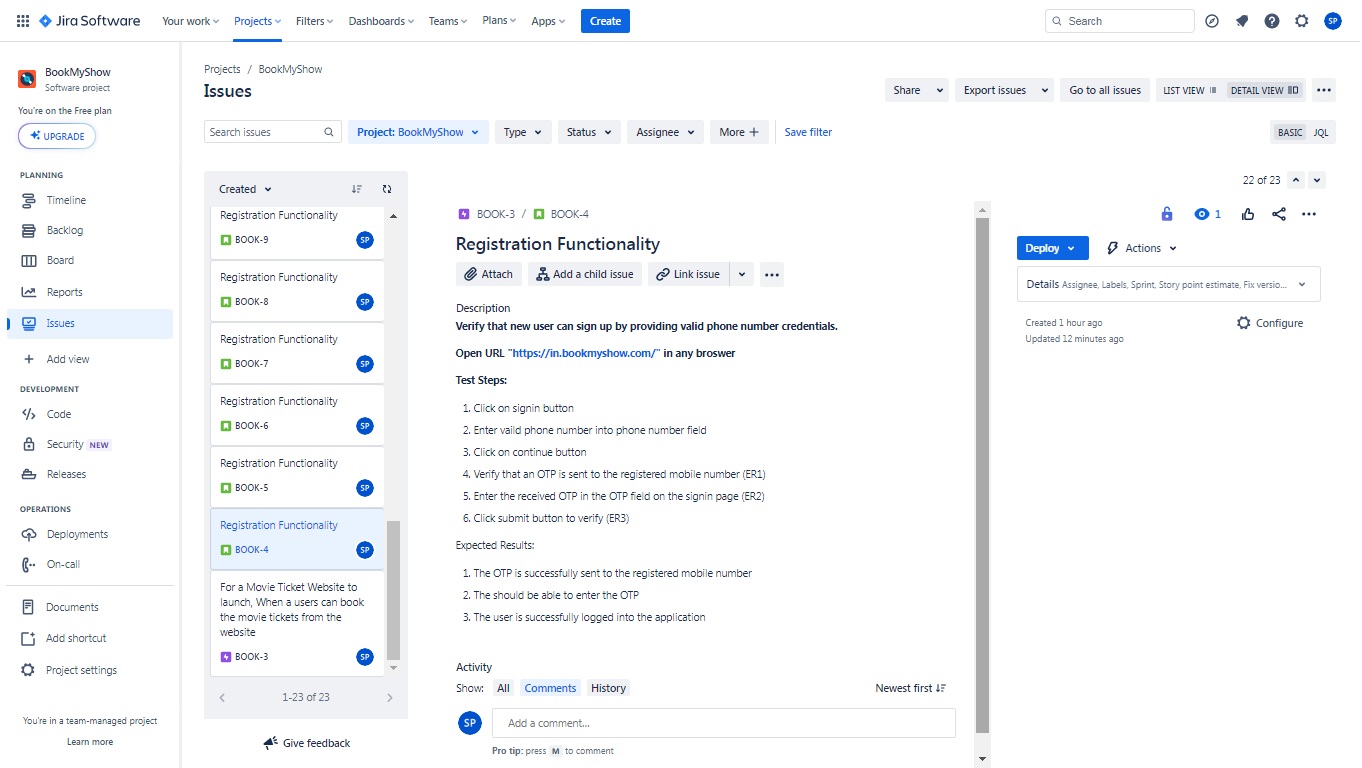 Jira Software Your work Projects Filters Dashboards Teams Plans Apps Create Search SP
BookMyShow
Software project
You're on the Free plan
UPGRADE
PLANNING
Timeline
Backlog
Board
Reports
Issues
Add view
DEVELOPMENT
Code
Security NEW
Releases
OPERATIONS
Deployments
On-call
Documents
Add shortcut
Project settings
You're in a team-managed project
Learn more
Projects / BookMyShow
Issues
Share Export issues Go to all issues LIST VIEW DETAIL VIEW
Search issues Project: BookMyShow Type Status Assignee More + Save filter BASIC JQL
Created
Registration Functionality
BOOK-9 SP
Registration Functionality
BOOK-8 SP
Registration Functionality
BOOK-7 SP
Registration Functionality
BOOK-6 SP
Registration Functionality
BOOK-5 SP
Registration Functionality
BOOK-4 SP
For a Movie Ticket Website to
launch, When a users can book
the movie tickets from the
website
BOOK-3 SP
1-23 of 23
Give feedback
22 of 23
BOOK-3 / BOOK-4
1
Registration Functionality
Attach Add a child issue Link issue
Description
Verify that new user can sign up by providing valid phone number credentials.
Open URL "https://in.bookmyshow.com/" in any broswer
Test Steps:
1. Click on signin button
2. Enter vaild phone number into phone number field
3. Click on continue button
4. Verify that an OTP is sent to the registered mobile number (ER1)
5. Enter the received OTP in the OTP field on the signin page (ER2)
6. Click submit button to verify (ER3)
Expected Results:
1. The OTP is successfully sent to the registered mobile number
2. The should be able to enter the OTP
3. The user is successfully logged into the application
Activity
Show: All Comments History Newest first
SP Add a comment...
Pro tip: press M to comment
Deploy Actions
Details Assignee, Labels, Sprint, Story point estimate, Fix versio...
Created 1 hour ago
Updated 12 minutes ago
Configure